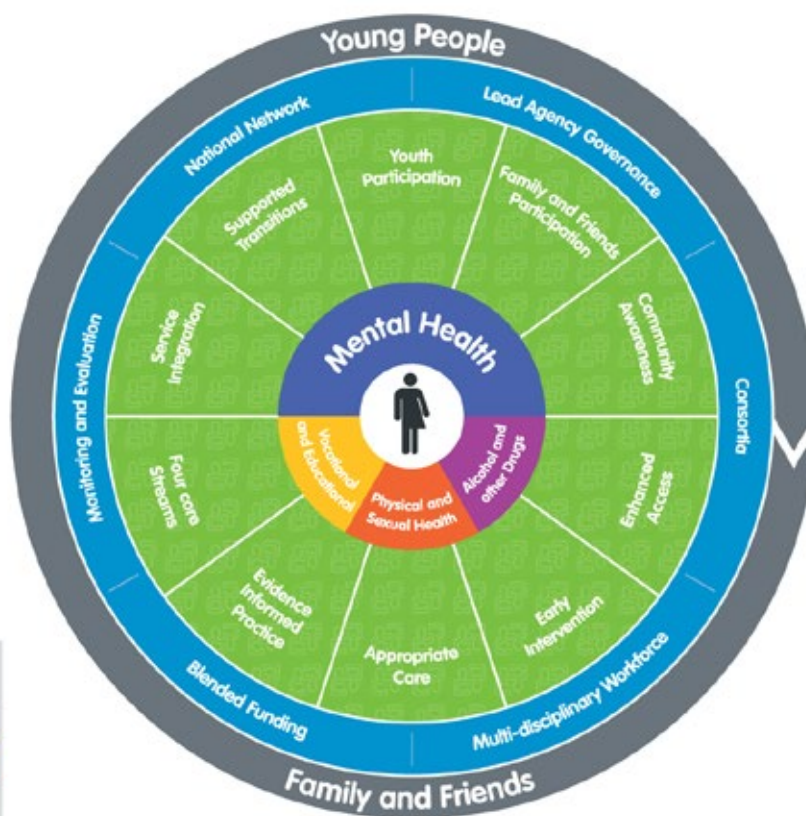 Young People
National Network
Lead Agency Governance
Consortia
Multi-disciplinary Workforce
Blended Funding
Monitoring and Evaluation
Youth
Participation
Family and Friends
Participation
Community
Awareness
Enhanced
Access
Early
Intervention
Appropriate
Care
Evidence
Informed
Practice
Four core
Streams
Service
Integration
Supported
Transitions
Mental Health
Alcohol and
other Drugs
Physical and
Sexual Health
Vocational
and Educational
Family and Friends